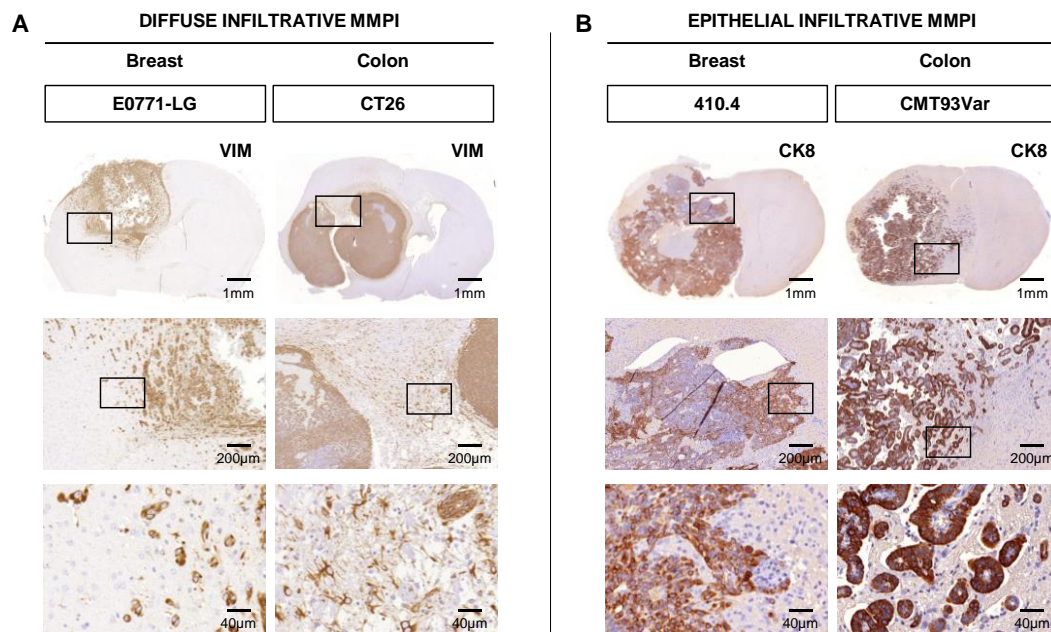 A
DIFFUSE INFILTRATIVE MMPI
Breast
Colon
E0771-LG
CT26
VIM
VIM
1mm
1mm
200µm
200µm
40µm
40µm
B
EPITHELIAL INFILTRATIVE MMPI
Breast
Colon
410.4
CMT93Var
CK8
CK8
1mm
1mm
200µm
200µm
40µm
40µm